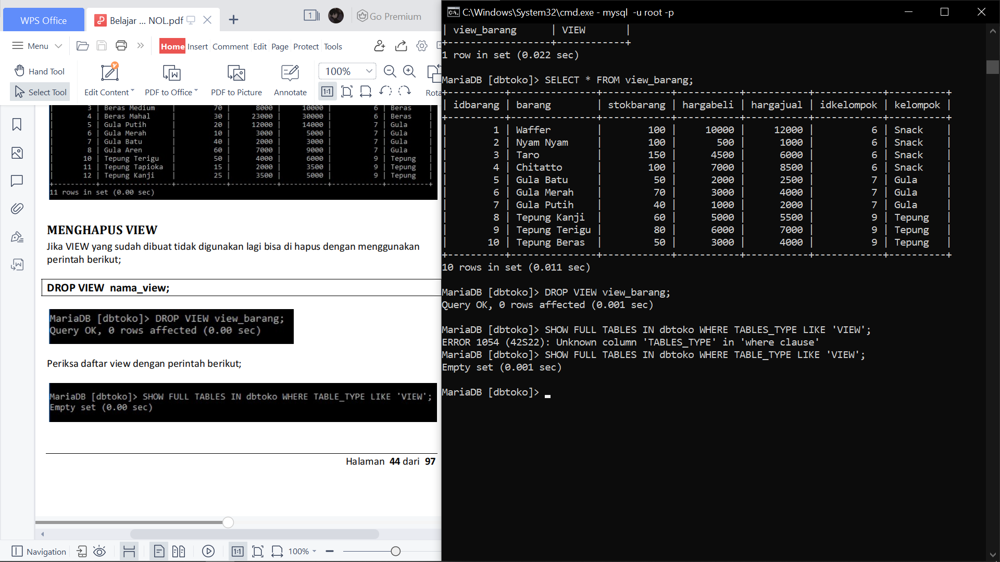 WPS Office
Belajar ... NOL.pdf
1
Go Premium
Menu
Home Insert Comment Edit Page Protect Tools
Hand Tool
Select Tool
Edit Content
PDF to Office
PDF to Picture
Annotate
100%
1:1
Rota
3 | Beras Medium | 70 | 8000 | 10000 | 6 | Beras |
4 | Beras Mahal | 30 | 23000 | 30000 | 6 | Beras |
5 | Gula Putih | 20 | 12000 | 14000 | 7 | Gula |
6 | Gula Merah | 10 | 3000 | 5000 | 7 | Gula |
7 | Gula Batu | 40 | 2000 | 3000 | 7 | Gula |
8 | Gula Aren | 60 | 7000 | 9000 | 7 | Gula |
10 | Tepung Terigu | 50 | 4000 | 6000 | 9 | Tepung |
11 | Tepung Tapioka | 15 | 2000 | 3500 | 9 | Tepung |
12 | Tepung Kanji | 25 | 3500 | 5000 | 9 | Tepung |
11 rows in set (0.00 sec)
MENGHAPUS VIEW
Jika VIEW yang sudah dibuat tidak digunakan lagi bisa di hapus dengan menggunakan
perintah berikut;
DROP VIEW nama_view;
MariaDB [dbtoko]> DROP VIEW view_barang;
Query OK, 0 rows affected (0.00 sec)
Periksa daftar view dengan perintah berikut;
MariaDB [dbtoko]> SHOW FULL TABLES IN dbtoko WHERE TABLE_TYPE LIKE 'VIEW';
Empty set (0.00 sec)
Halaman 44 dari 97
Navigation
1:1
100%
C:\Windows\System32\cmd.exe - mysql -u root -p
| view_barang | VIEW |
+------------------+------------+
1 row in set (0.022 sec)
MariaDB [dbtoko]> SELECT * FROM view_barang;
+----------+---------------+------------+-----------+-----------+------------+----------+
| idbarang | barang | stokbarang | hargabeli | hargajual | idkelompok | kelompok |
+----------+---------------+------------+-----------+-----------+------------+----------+
| 1 | Waffer | 100 | 10000 | 12000 | 6 | Snack |
| 2 | Nyam Nyam | 100 | 500 | 1000 | 6 | Snack |
| 3 | Taro | 150 | 4500 | 6000 | 6 | Snack |
| 4 | Chitatto | 100 | 7000 | 8500 | 6 | Snack |
| 5 | Gula Batu | 50 | 2000 | 2500 | 7 | Gula |
| 6 | Gula Merah | 70 | 3000 | 4000 | 7 | Gula |
| 7 | Gula Putih | 40 | 1000 | 2000 | 7 | Gula |
| 8 | Tepung Kanji | 60 | 5000 | 5500 | 9 | Tepung |
| 9 | Tepung Terigu | 80 | 6000 | 7000 | 9 | Tepung |
| 10 | Tepung Beras | 50 | 3000 | 4000 | 9 | Tepung |
+----------+---------------+------------+-----------+-----------+------------+----------+
10 rows in set (0.011 sec)
MariaDB [dbtoko]> DROP VIEW view_barang;
Query OK, 0 rows affected (0.001 sec)
MariaDB [dbtoko]> SHOW FULL TABLES IN dbtoko WHERE TABLES_TYPE LIKE 'VIEW';
ERROR 1054 (42S22): Unknown column 'TABLES_TYPE' in 'where clause'
MariaDB [dbtoko]> SHOW FULL TABLES IN dbtoko WHERE TABLE_TYPE LIKE 'VIEW';
Empty set (0.001 sec)
MariaDB [dbtoko]>